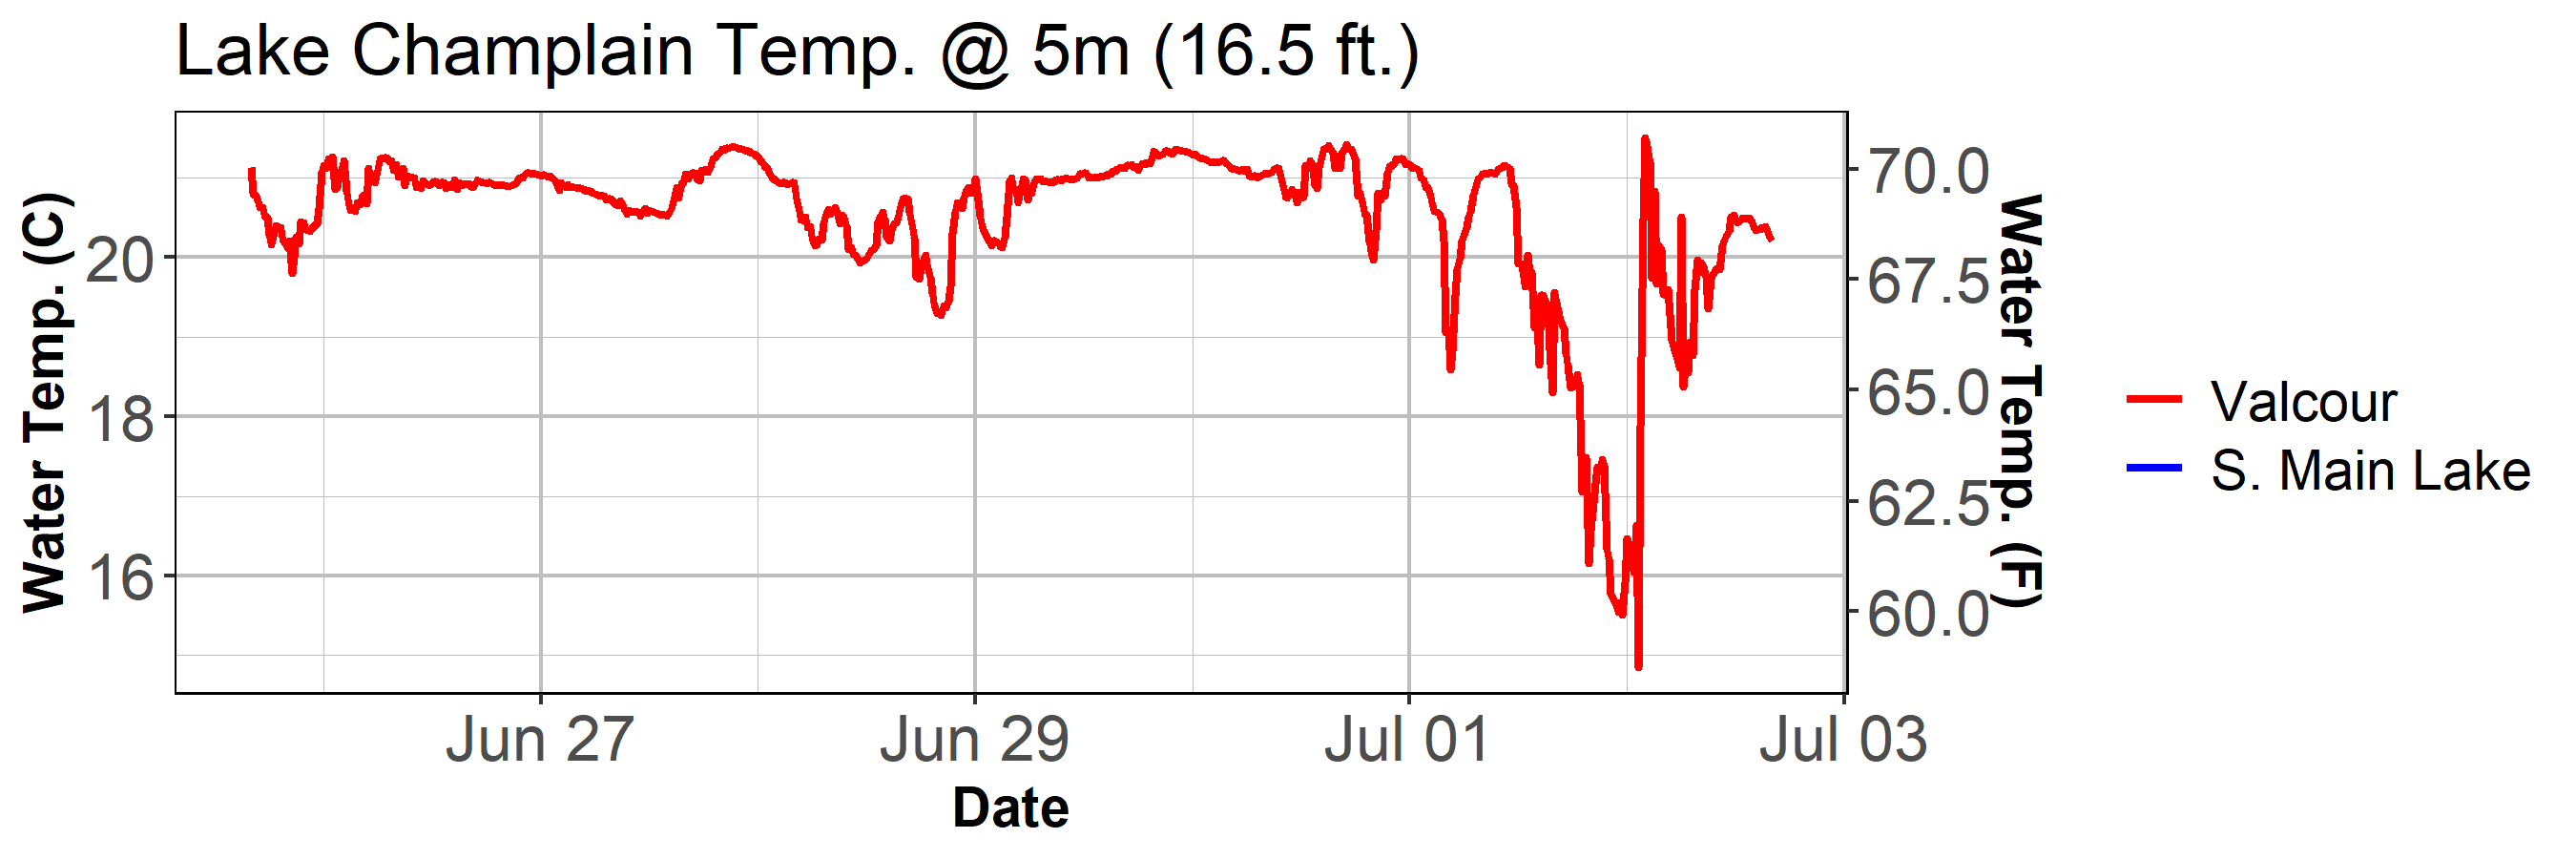 Lake Champlain Temp. @ 5m (16.5 ft.)
Water Temp. (C)
20
18
16
70.0
67.5
65.0
62.5
60.0
Water Temp. (F)
Jun 27
Jun 29
Jul 01
Jul 03
Date
Valcour
S. Main Lake